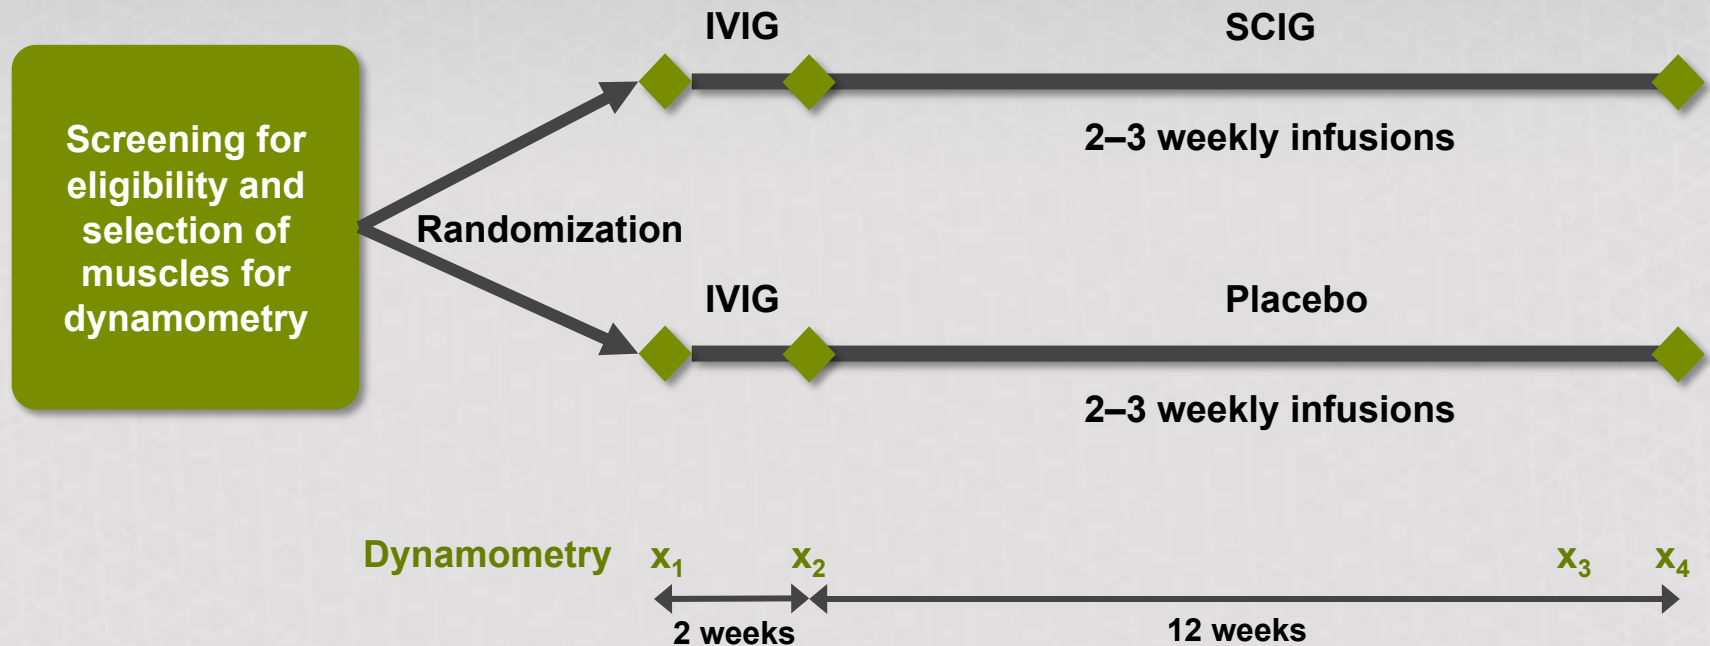 Screening for
eligibility and
selection of
muscles for
dynamometry
Randomization
IVIG
SCIG
2–3 weekly infusions
IVIG
Placebo
2–3 weekly infusions
Dynamometry x₁ x₂ x₃ x₄
2 weeks
12 weeks